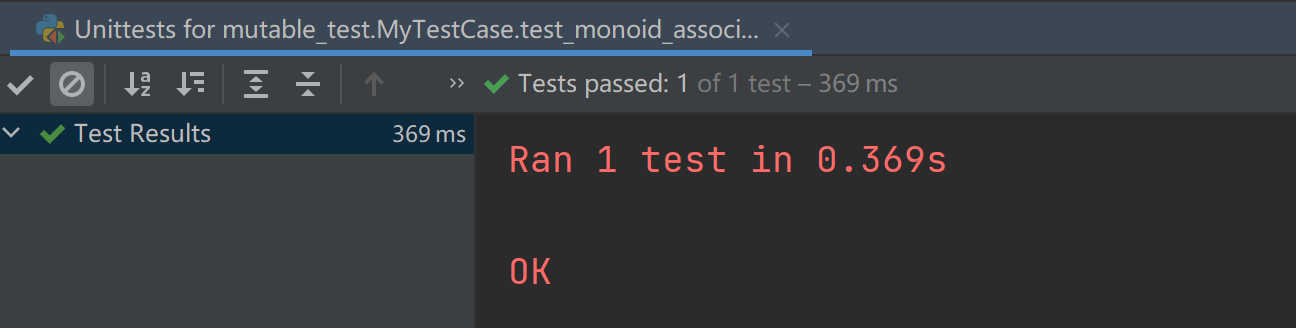 Unittests for mutable_test.MyTestCase.test_monoid_associ...
Tests passed: 1 of 1 test – 369 ms
Test Results 369 ms
Ran 1 test in 0.369s
OK